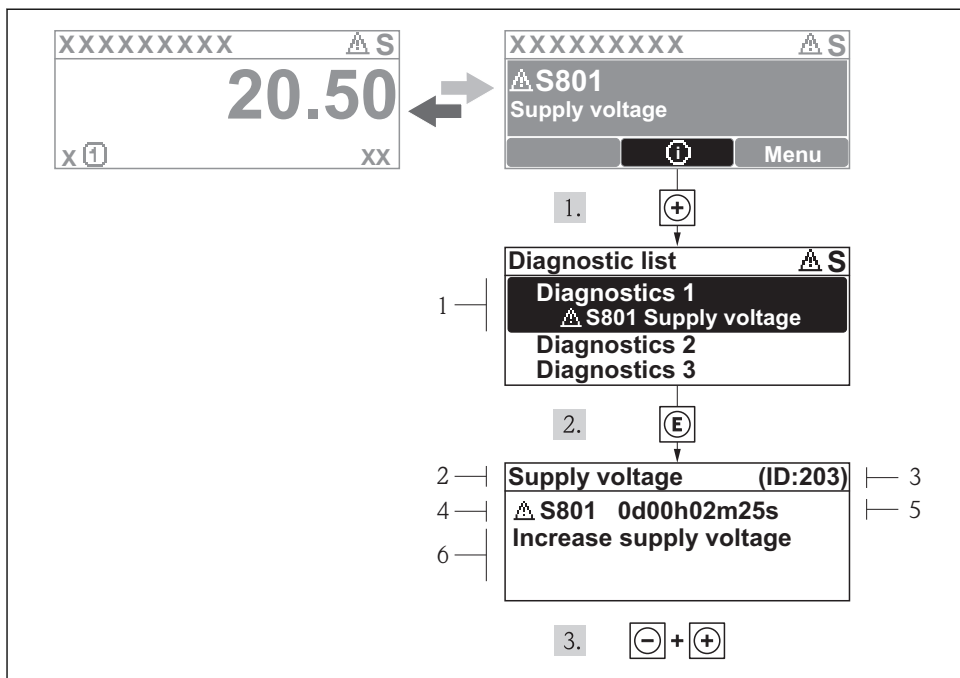 XXXXXXXXX ⚠ S
20.50
X 1 XX
XXXXXXXXX ⚠ S
⚠S801
Supply voltage
i Menu
1. +
Diagnostic list ⚠ S
1 Diagnostics 1
⚠ S801 Supply voltage
Diagnostics 2
Diagnostics 3
2. E
2 Supply voltage (ID:203) 3
4 ⚠ S801 0d00h02m25s 5
6 Increase supply voltage
3. - + +